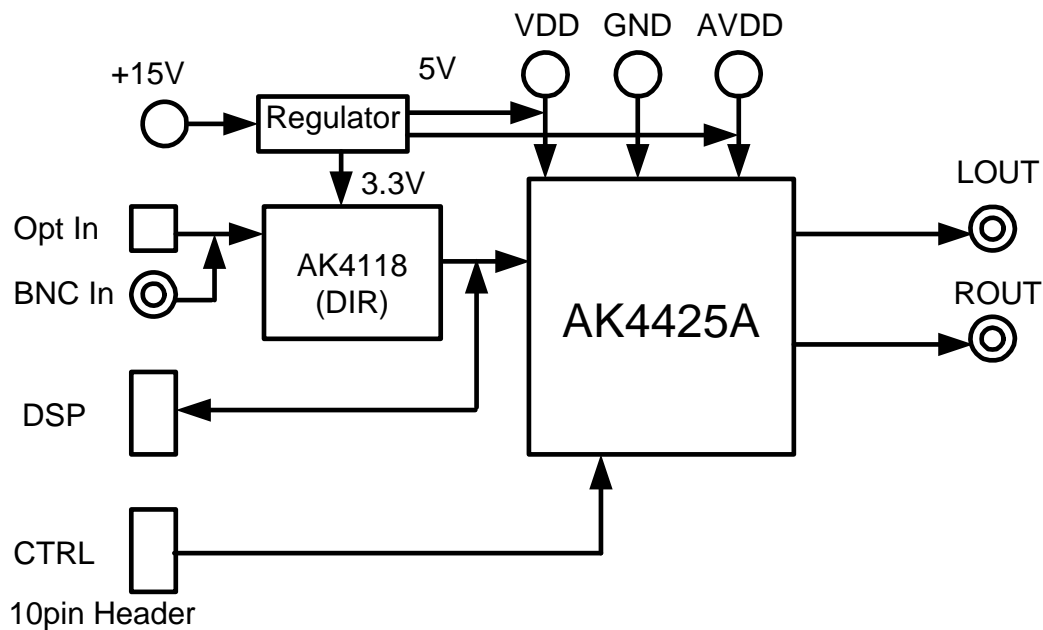 VDD GND AVDD
+15V
5V
Regulator
3.3V
LOUT
Opt In
AK4118
(DIR)
BNC In
ROUT
AK4425A
DSP
CTRL
10pin Header